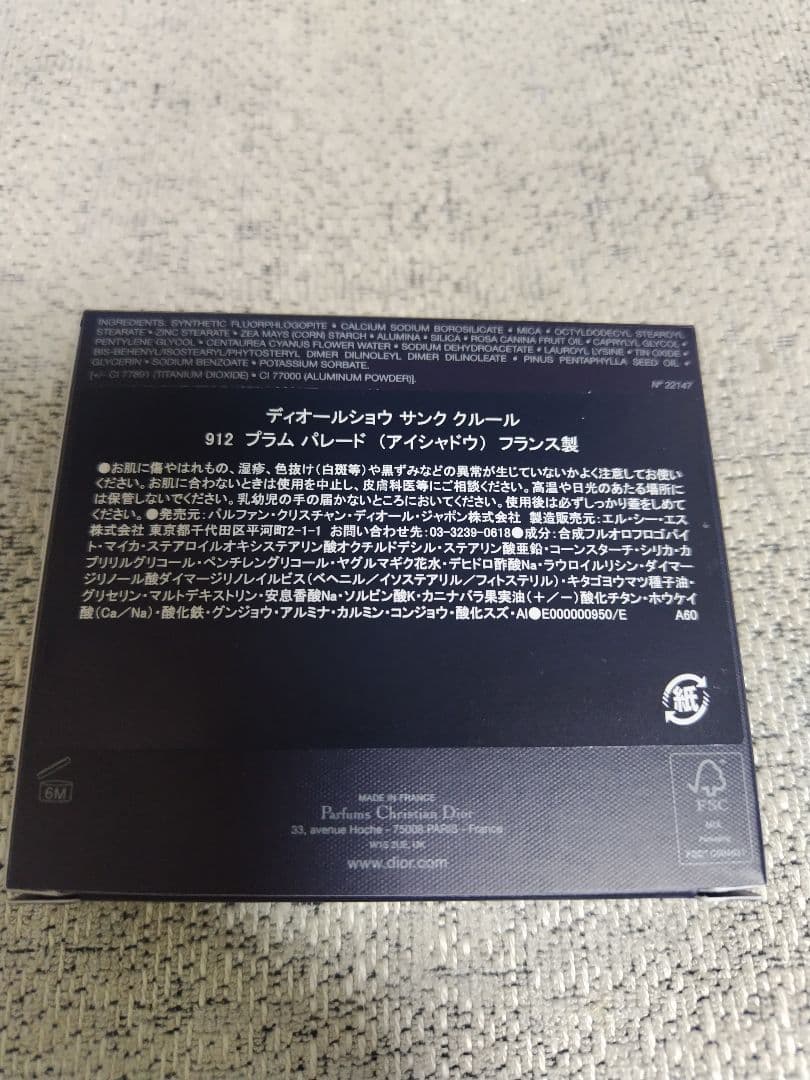 INGREDIENTS: SYNTHETIC FLUORPHLOGOPITE • CALCIUM SODIUM BOROSILICATE • MICA • OCTYLDODECYL STEAROYL
STEARATE • ZINC STEARATE • ZEA MAYS (CORN) STARCH • ALUMINA • SILICA • ROSA CANINA FRUIT OIL • CAPRYLYL GLYCOL •
PENTYLENE GLYCOL • CENTAUREA CYANUS FLOWER WATER • SODIUM DEHYDROACETATE • LAUROYL LYSINE • TIN OXIDE •
BIS-BEHENYL/ISOSTEARYL/PHYTOSTERYL DIMER DILINOLEYL DIMER DILINOLEATE • PINUS PENTAPHYLLA SEED OIL •
GLYCERIN • SODIUM BENZOATE • POTASSIUM SORBATE.
[+/- CI 77891 (TITANIUM DIOXIDE) • CI 77000 (ALUMINUM POWDER)].
N° 22147
ディオールショウ サンク クルール
912 プラム パレード (アイシャドウ) フランス製
●お肌に傷やはれもの、湿疹、色抜け(白斑等)や黒ずみなどの異常が生じていないかよく注意してお使い
ください。お肌に合わないときは使用を中止し、皮膚科医等にご相談ください。高温や日光のあたる場所に
は保管しないでください。乳幼児の手の届かないところにおいてください。使用後は必ずしっかり蓋をしめて
ください。●発売元:パルファン・クリスチャン・ディオール・ジャポン株式会社 製造販売元:エル・シー・エス
株式会社 東京都千代田区平河町2-1-1 お問い合わせ先:03-3239-0618●成分:合成フルオロフロゴパイ
ト・マイカ・ステアロイルオキシステアリン酸オクチルドデシル・ステアリン酸亜鉛・コーンスターチ・シリカ・カ
プリリルグリコール・ペンチレングリコール・ヤグルマギク花水・デヒドロ酢酸Na・ラウロイルリシン・ダイマー
ジリノール酸ダイマージリノレイルビス(ベヘニル/イソステアリル/フィトステリル)・キタゴヨウマツ種子油・
グリセリン・マルトデキストリン・安息香酸Na・ソルビン酸K・カニナバラ果実油(+/-)酸化チタン・ホウケイ
酸(Ca/Na)・酸化鉄・グンジョウ・アルミナ・カルミン・コンジョウ・酸化スズ・Al●E000000950/E A60
紙
6M
MADE IN FRANCE
Parfums Christian Dior
33, avenue Hoche - 75008 PARIS - France
W1S 2UE, UK
www.dior.com
FSC
MIX
Packaging